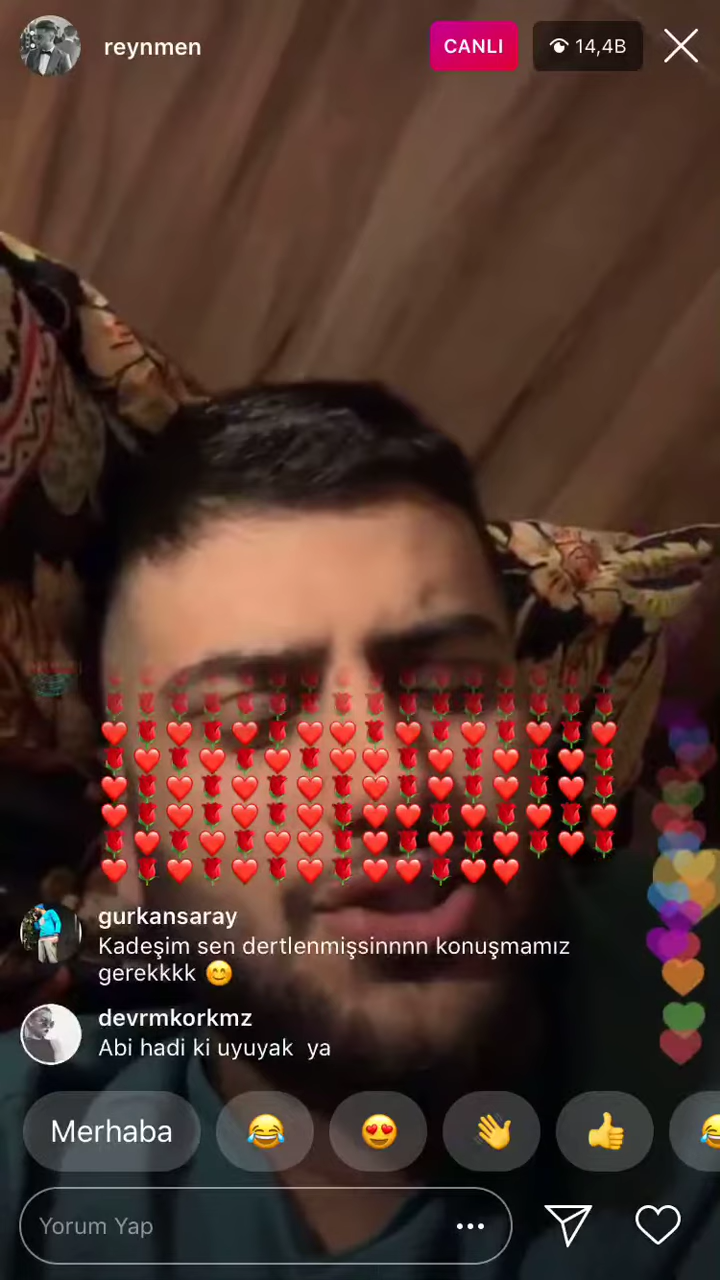 reynmen
CANLI
14,4B
gurkansaray
Kadeşim sen dertlenmişsinnnn konuşmamız
gerekkkk 😊
devrmkorkmz
Abi hadi ki uyuyak ya
Merhaba
Yorum Yap